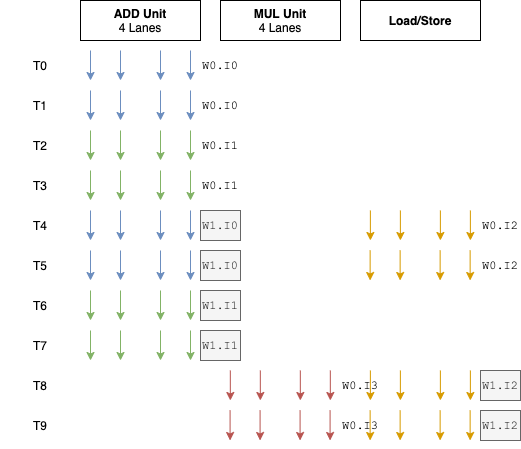 ADD Unit
4 Lanes
MUL Unit
4 Lanes
Load/Store
T0 W0.I0
T1 W0.I0
T2 W0.I1
T3 W0.I1
T4 W1.I0 W0.I2
T5 W1.I0 W0.I2
T6 W1.I1
T7 W1.I1
T8 W0.I3 W1.I2
T9 W0.I3 W1.I2